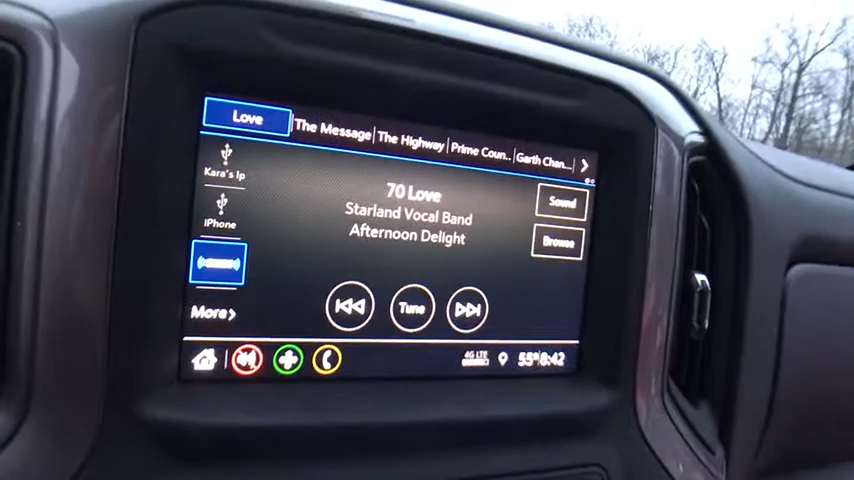 Love
The Message
The Highway
Prime Coun..
Garth Chan...
Kara's Ip
70 Love
Sound
Starland Vocal Band
iPhone
Afternoon Delight
Browse
More
Tune
4G LTE
55° 8:42